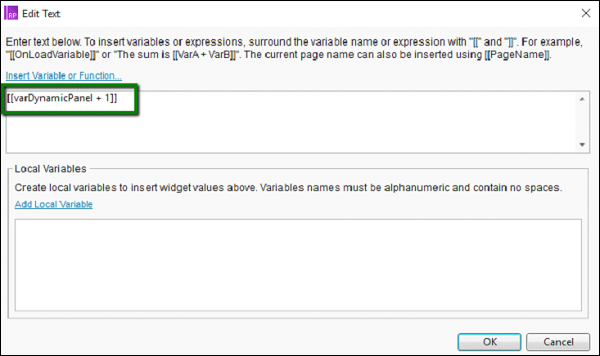 RP Edit Text
Enter text below. To insert variables or expressions, surround the variable name or expression with "[[" and "]]". For example,
"[[OnLoadVariable]]" or "The sum is [[VarA + VarB]]". The current page name can also be inserted using [[PageName]].
Insert Variable or Function...
[[varDynamicPanel + 1]]
Local Variables
Create local variables to insert widget values above. Variables names must be alphanumeric and contain no spaces.
Add Local Variable
OK Cancel